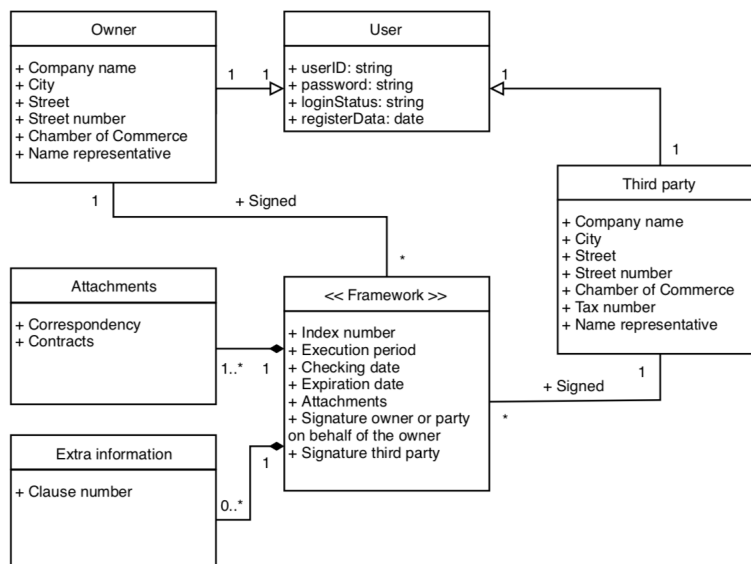 Owner
+ Company name
+ City
+ Street
+ Street number
+ Chamber of Commerce
+ Name representative
1
1
User
+ userID: string
+ password: string
+ loginStatus: string
+ registerData: date
1
1
Third party
+ Company name
+ City
+ Street
+ Street number
+ Chamber of Commerce
+ Tax number
+ Name representative
1
+ Signed
*
Attachments
+ Correspondency
+ Contracts
1..*
1
<< Framework >>
+ Index number
+ Execution period
+ Checking date
+ Expiration date
+ Attachments
+ Signature owner or party
on behalf of the owner
+ Signature third party
1
+ Signed
*
Extra information
+ Clause number
0..*
1